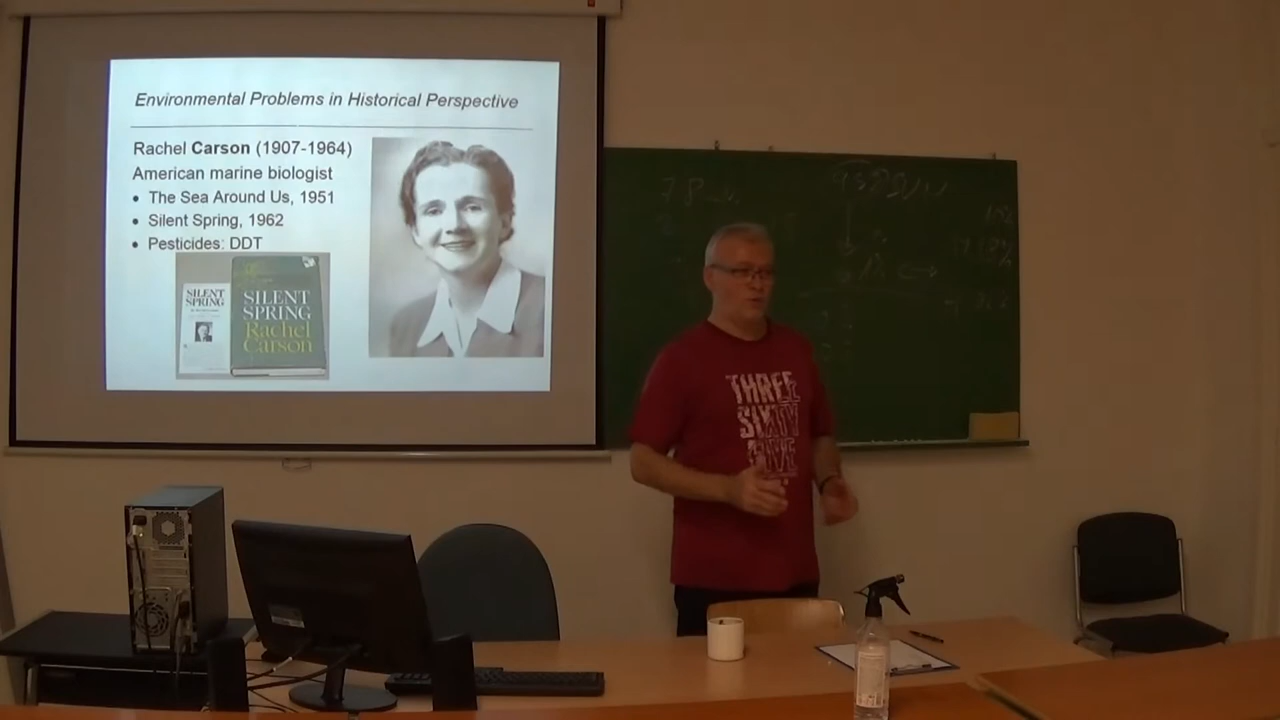 Environmental Problems in Historical Perspective
Rachel Carson (1907-1964)
American marine biologist
• The Sea Around Us, 1951
• Silent Spring, 1962
• Pesticides: DDT
SILENT
SPRING
SILENT
SPRING
Rachel
Carson
THREE
SIXTY
FIVE